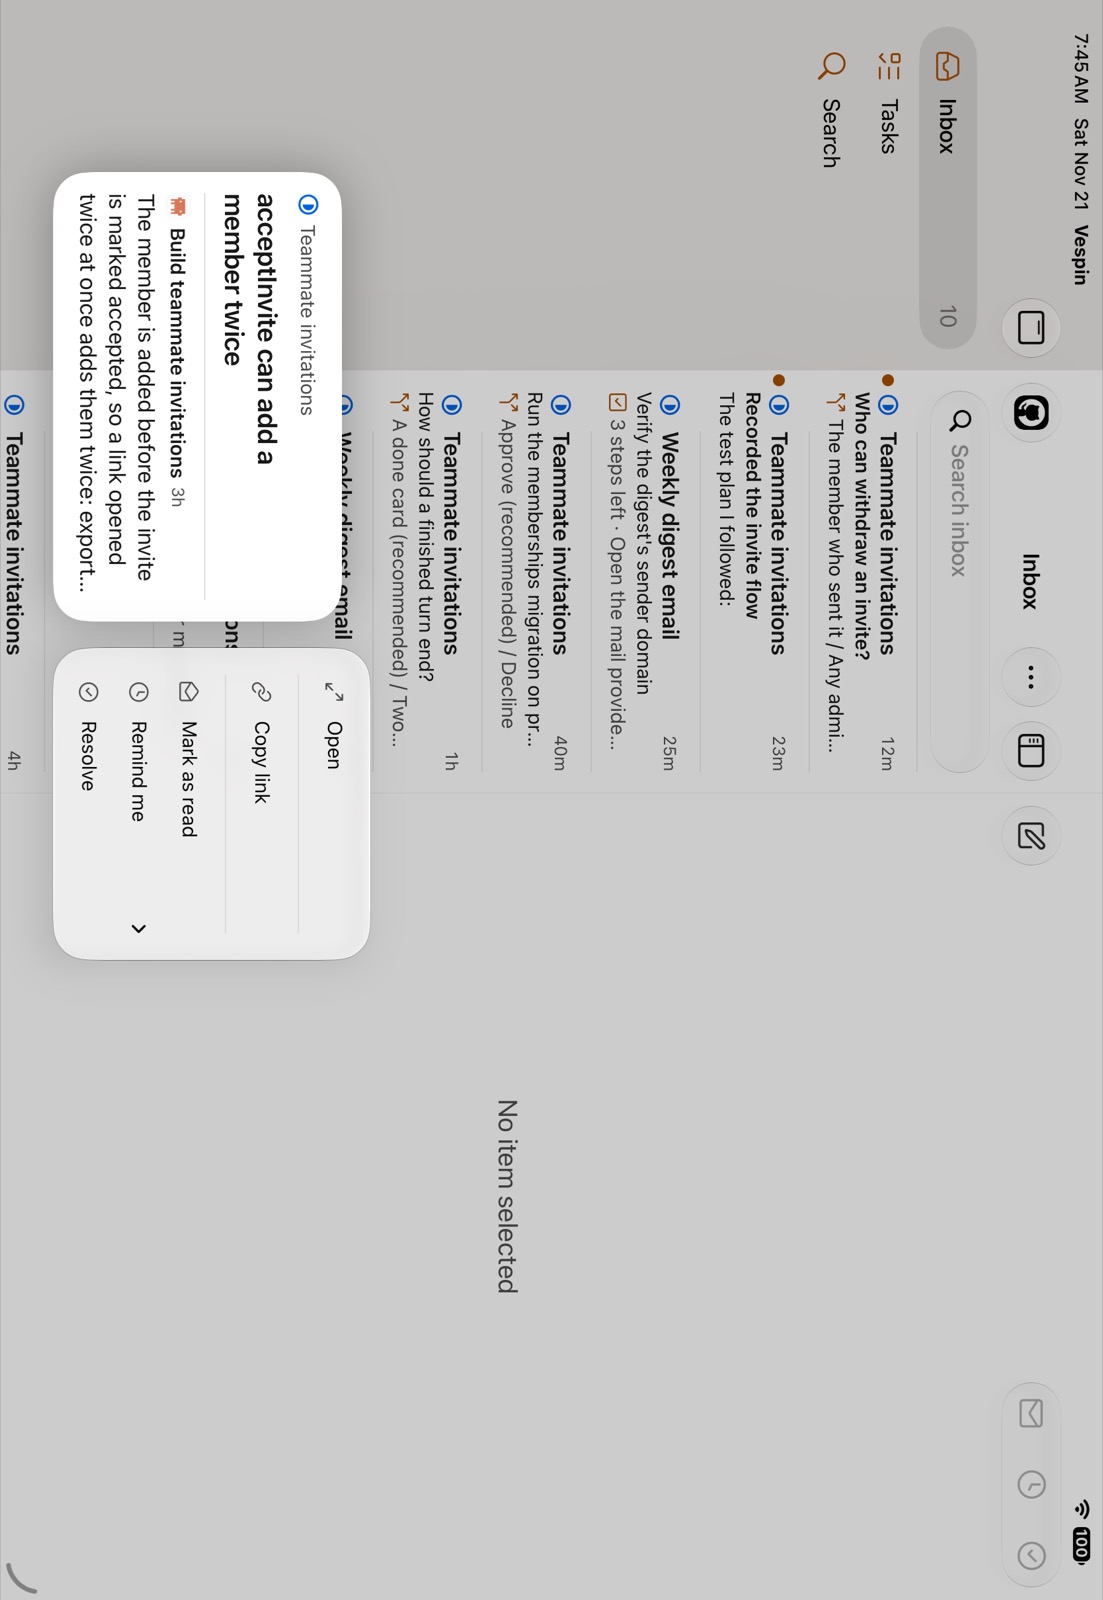 7:45 AM Sat Nov 21 Vespin
100
Inbox
Search inbox
Inbox 10
Tasks
Search
Teammate invitations 12m
Who can withdraw an invite?
The member who sent it / Any admi...
Teammate invitations 23m
Recorded the invite flow
The test plan I followed:
Weekly digest email 25m
Verify the digest's sender domain
3 steps left · Open the mail provide...
Teammate invitations 40m
Run the memberships migration on pr...
Approve (recommended) / Decline
Teammate invitations 1h
How should a finished turn end?
A done card (recommended) / Two...
Weekly digest email
Teammate invitations
acceptInvite can add a
member twice
Build teammate invitations 3h
The member is added before the invite
is marked accepted, so a link opened
twice at once adds them twice: export...
Open
Copy link
Mark as read
Remind me
Resolve
Teammate invitations 4h
No item selected